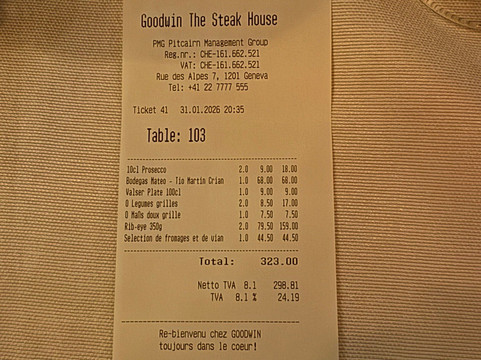 Goodwin The Steak House
PMG Pitcairn Management Group
Reg.nr.: CHE-161.662.521
VAT: CHE-161.662.521
Rue des Alpes 7, 1201 Geneva
Tel: +41 22 7777 555
Ticket 41 31.01.2026 20:35
Table: 103
10cl Prosecco 2.0 9.00 18.00
Bodegas Mateo - Tio Martin Crian 1.0 68.00 68.00
Valser Plate 100cl 1.0 9.00 9.00
O Legumes grilles 2.0 8.50 17.00
O Maïs doux grille 1.0 7.50 7.50
Rib-eye 350g 2.0 79.50 159.00
Selection de fromages et de vian 1.0 44.50 44.50
Total: 323.00
Netto TVA 8.1 298.81
TVA 8.1 % 24.19
Re-bienvenu chez GOODWIN
toujours dans le coeur!